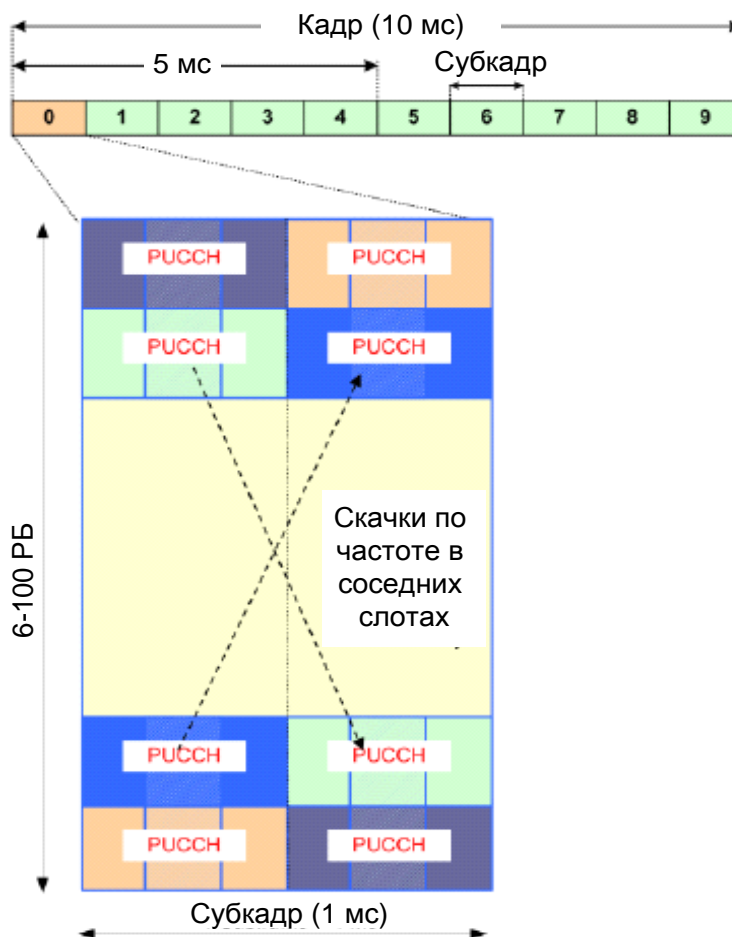 Кадр (10 мс)
5 мс
Субкадр
0 1 2 3 4 5 6 7 8 9
PUCCH PUCCH
PUCCH PUCCH
6-100 РБ
Скачки по
частоте в
соседних
слотах
PUCCH PUCCH
PUCCH PUCCH
Субкадр (1 мс)